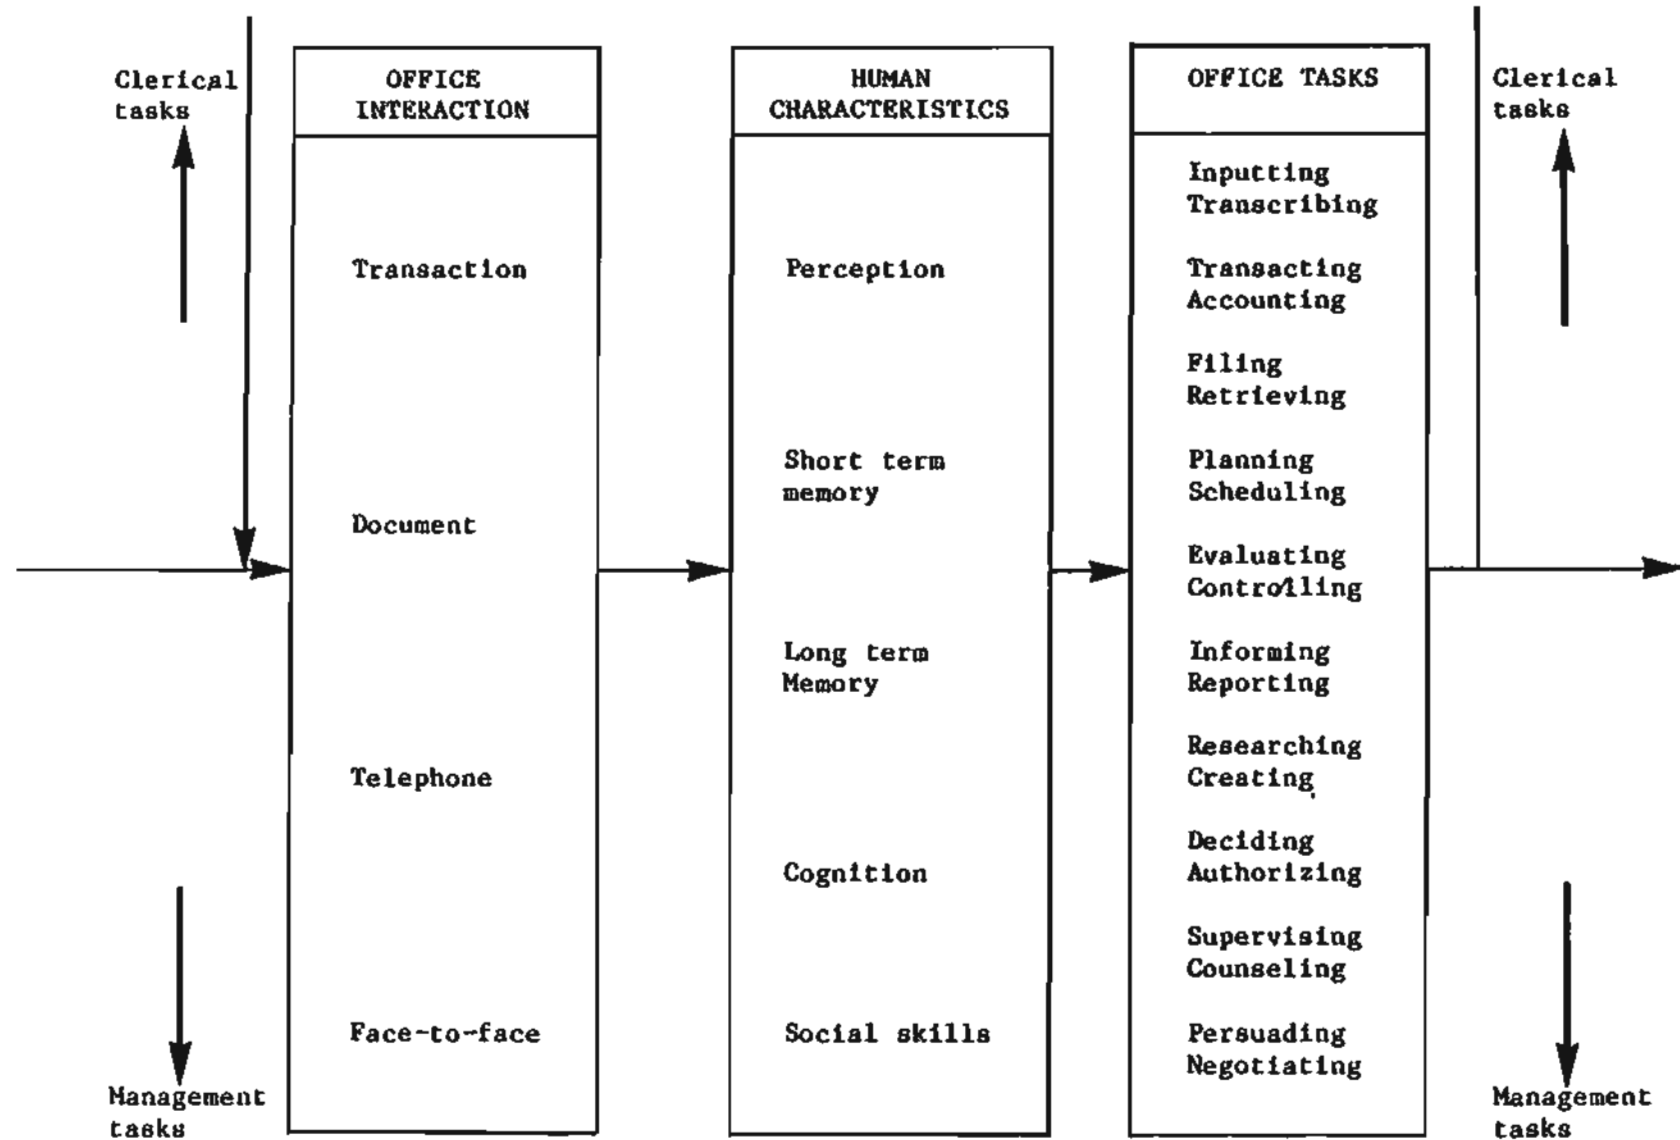 Clerical
tasks
Management
tasks
OFFICE
INTERACTION
Transaction
Document
Telephone
Face-to-face
HUMAN
CHARACTERISTICS
Perception
Short term
memory
Long term
Memory
Cognition
Social skills
OFFICE TASKS
Inputting
Transcribing
Transacting
Accounting
Filing
Retrieving
Planning
Scheduling
Evaluating
Controlling
Informing
Reporting
Researching
Creating
Deciding
Authorizing
Supervising
Counseling
Persuading
Negotiating
Clerical
tasks
Management
tasks